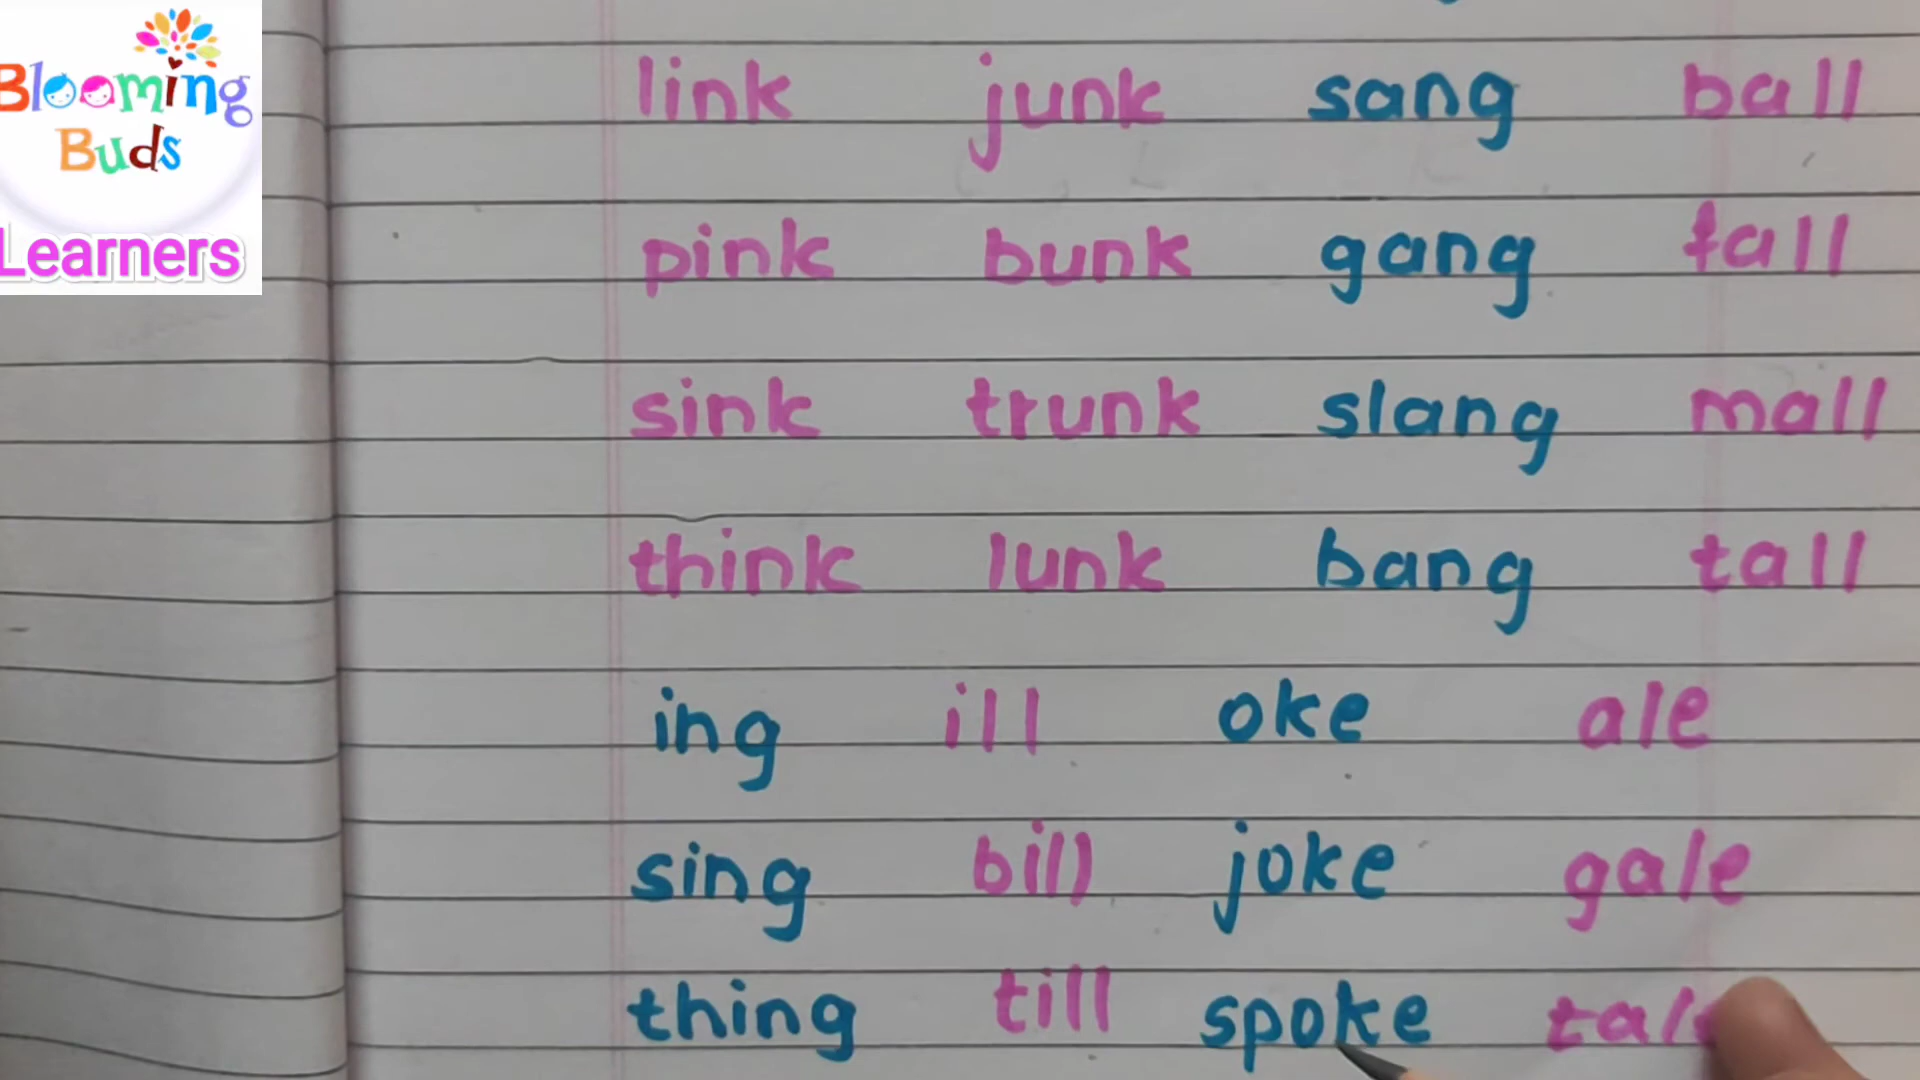 Blooming
Buds
Learners
link junk sang ball
pink bunk gang fall
sink trunk slang mall
think lunk bang tall
ing ill oke ale
sing bill joke gale
thing till spoke